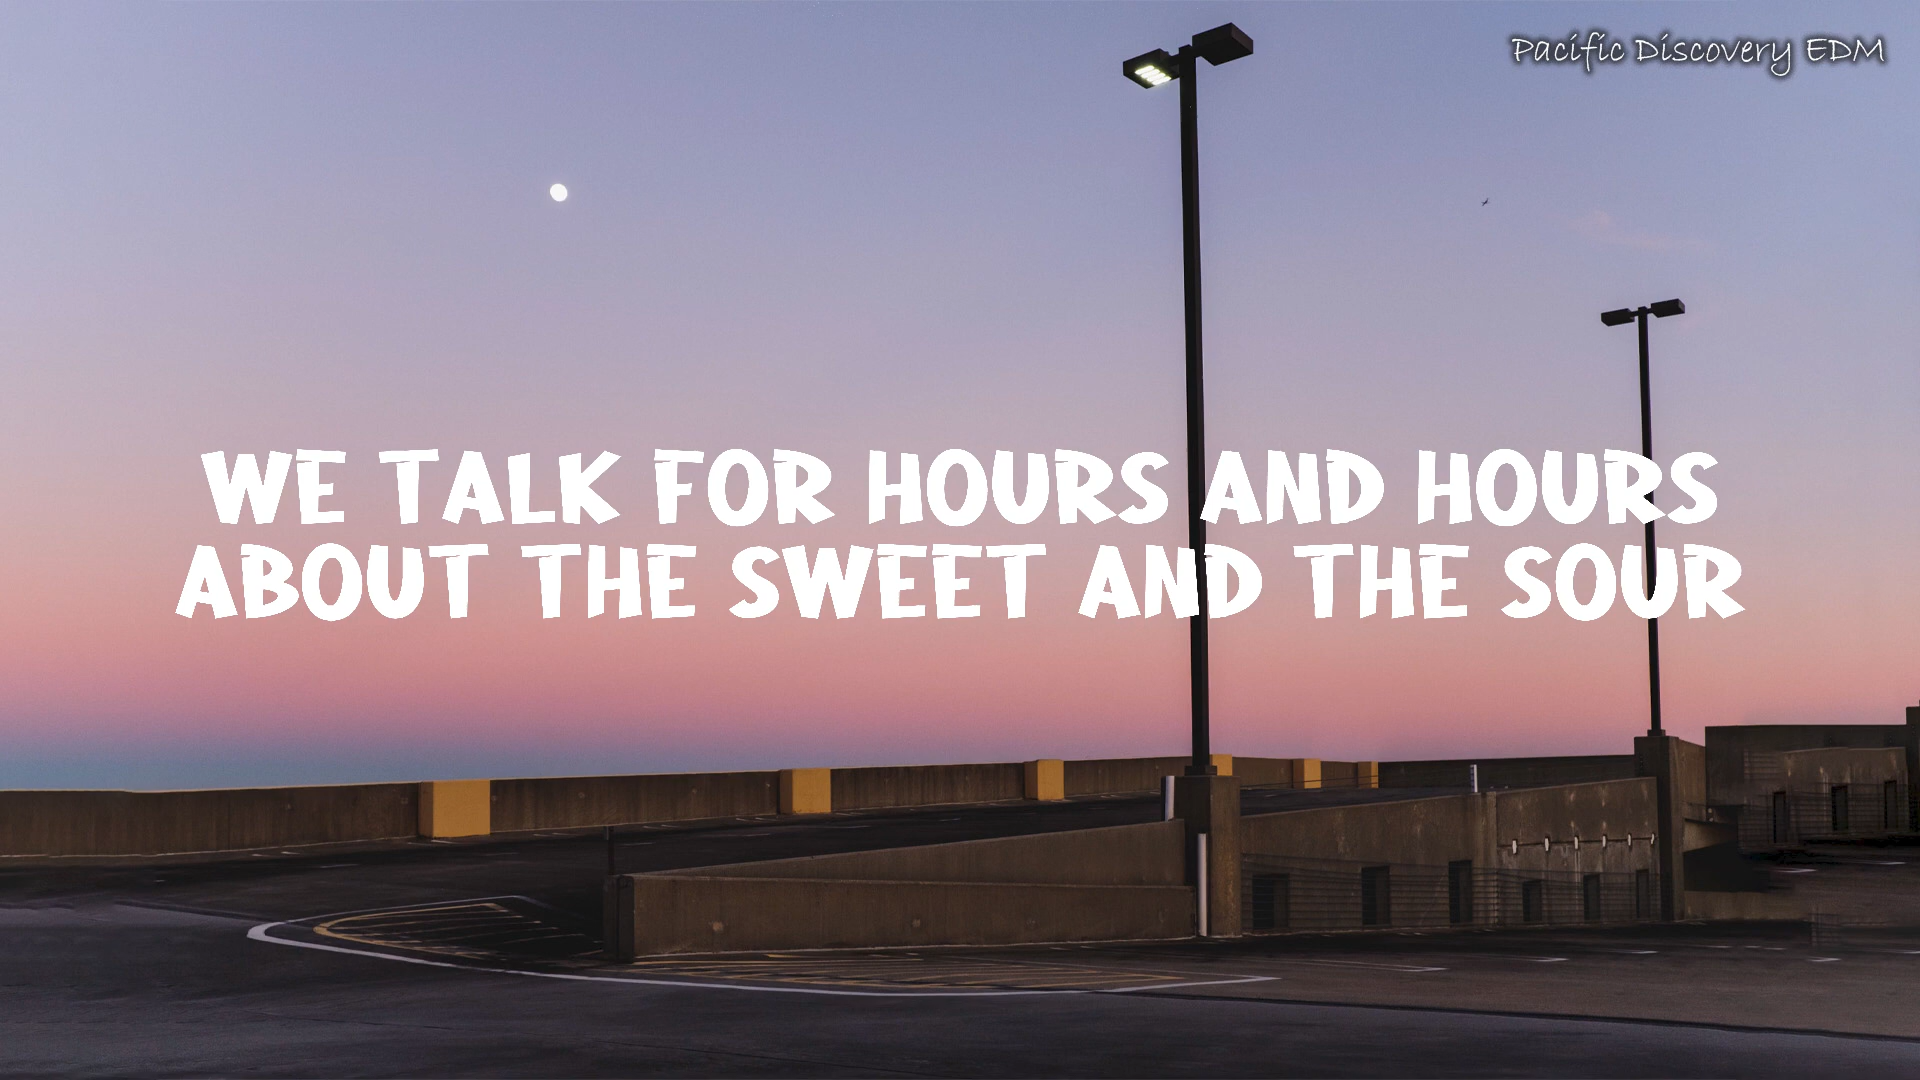 Pacific Discovery EDM
WE TALK FOR HOURS AND HOURS
ABOUT THE SWEET AND THE SOUR